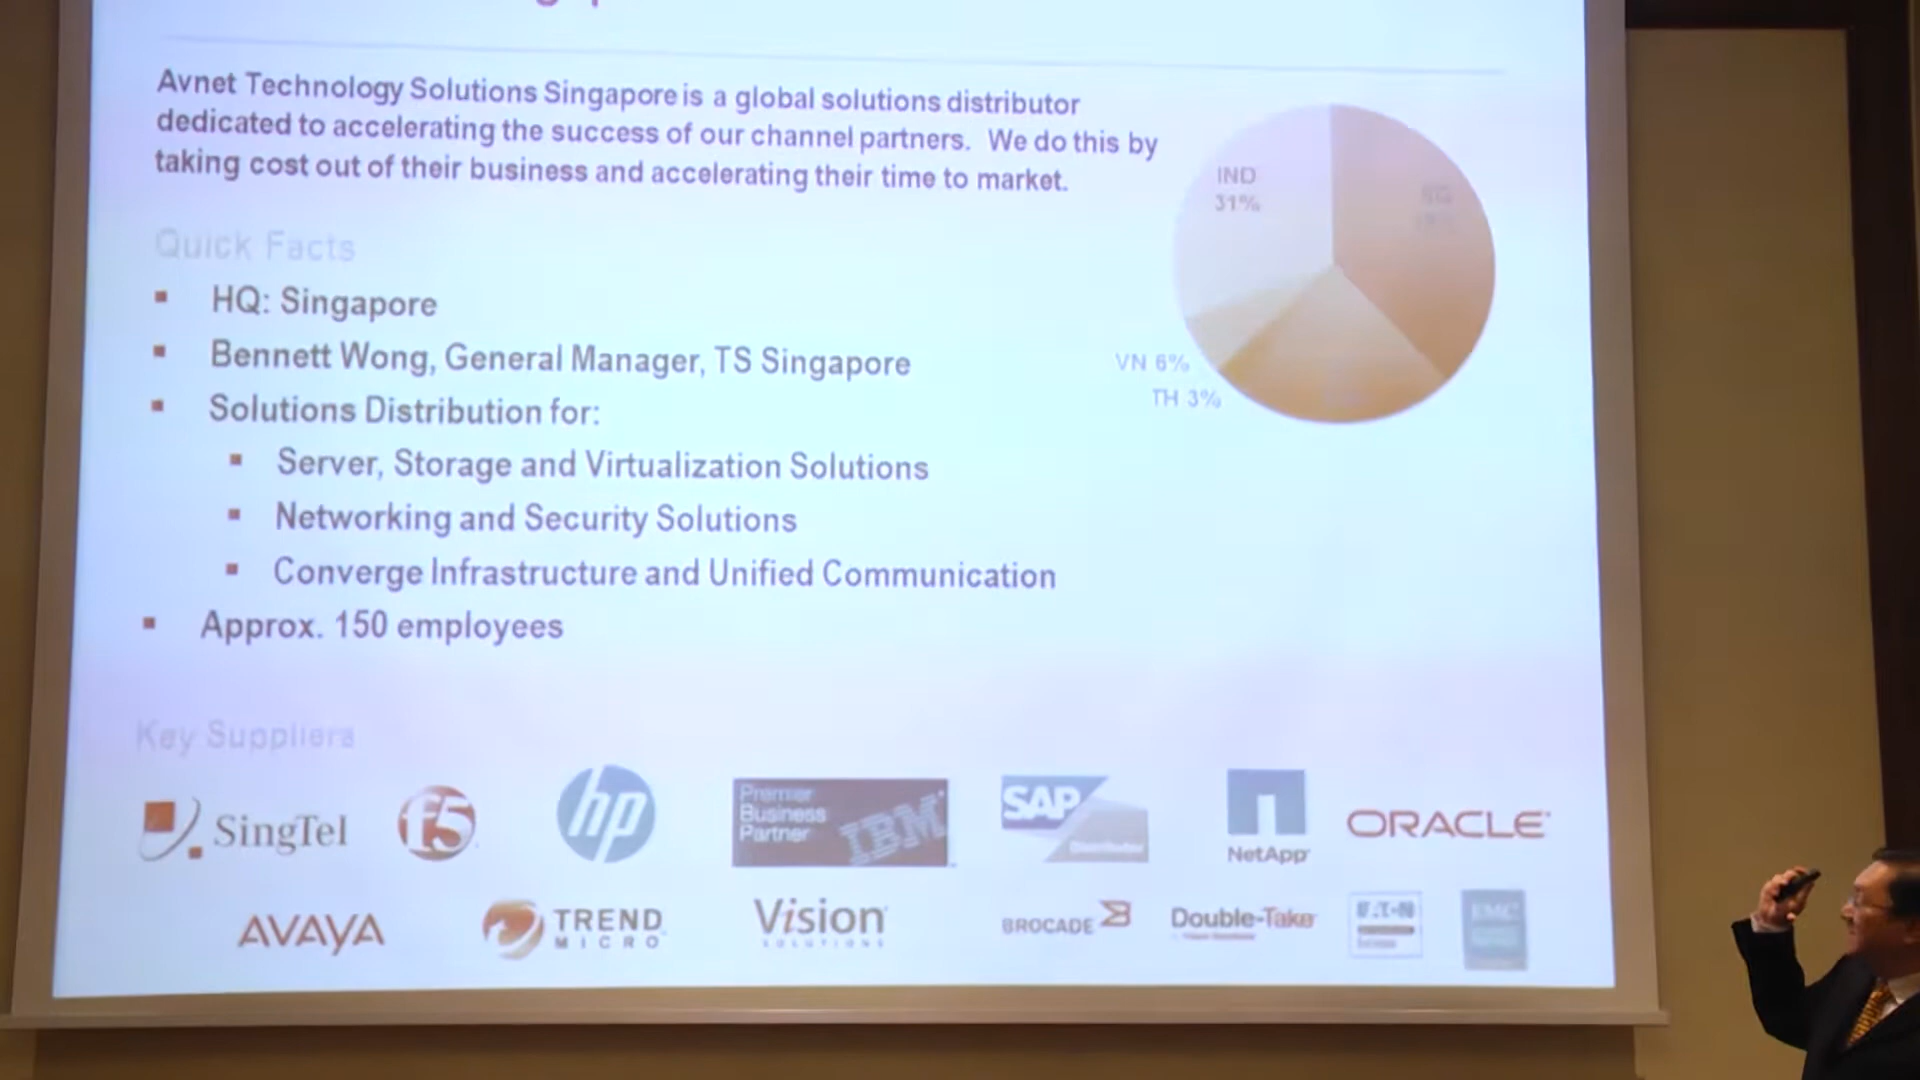 Avnet Technology Solutions Singapore is a global solutions distributor
dedicated to accelerating the success of our channel partners. We do this by
taking cost out of their business and accelerating their time to market.
IND
31%
SG
VN 6%
TH 3%
Quick Facts
HQ: Singapore
Bennett Wong, General Manager, TS Singapore
Solutions Distribution for:
Server, Storage and Virtualization Solutions
Networking and Security Solutions
Converge Infrastructure and Unified Communication
Approx. 150 employees
Key Suppliers
SingTel
f5
hp
Premier
Business
Partner
IBM
SAP
Distributor
NetApp
ORACLE
AVAYA
TREND
MICRO
Vision
SOLUTIONS
BROCADE
Double-Take
EATON
EMC